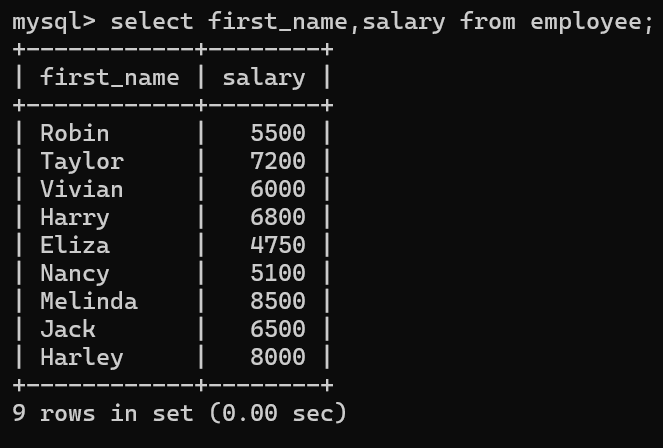 mysql> select first_name,salary from employee;
+------------+--------+
| first_name | salary |
+------------+--------+
| Robin      |   5500 |
| Taylor     |   7200 |
| Vivian     |   6000 |
| Harry      |   6800 |
| Eliza      |   4750 |
| Nancy      |   5100 |
| Melinda    |   8500 |
| Jack       |   6500 |
| Harley     |   8000 |
+------------+--------+
9 rows in set (0.00 sec)